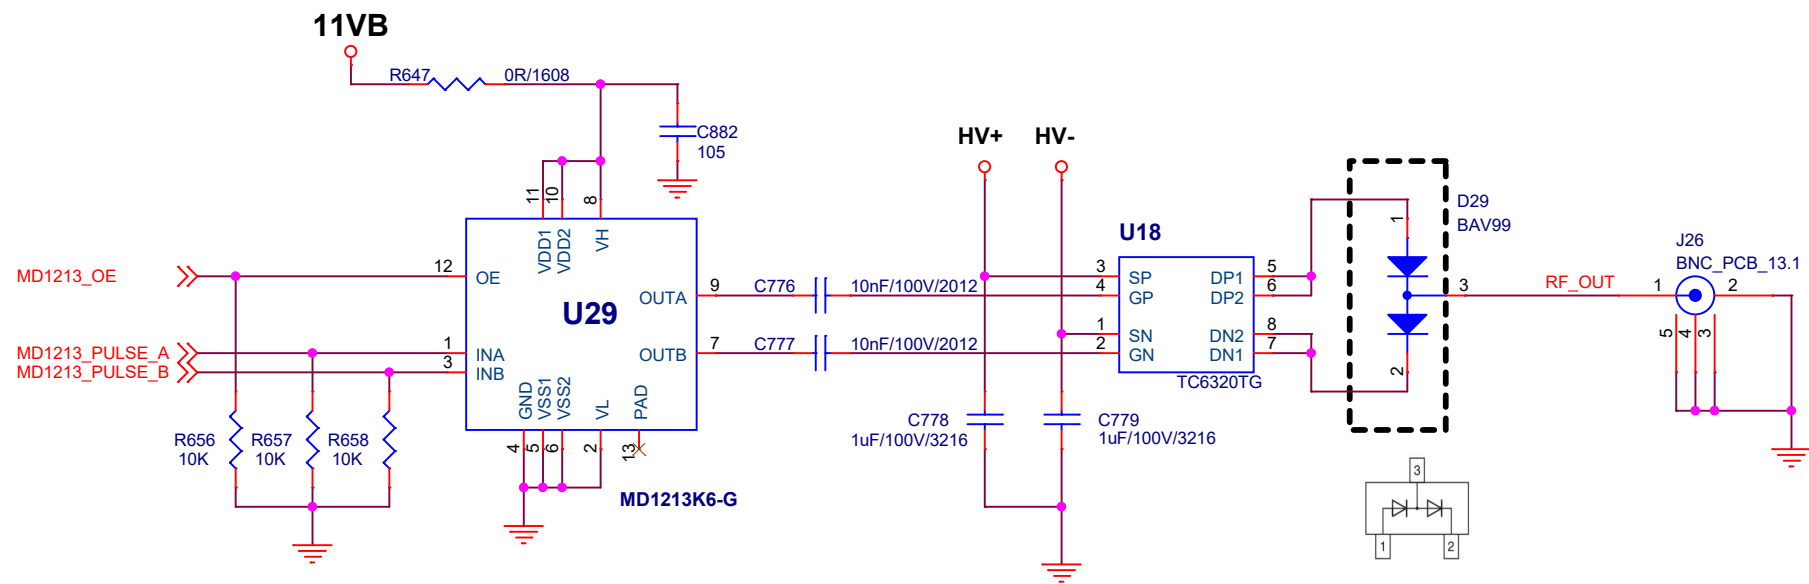 11VB
R647
0R/1608
C882
105
HV+
HV-
11
10
8
VDD1
VDD2
VH
D29
BAV99
U18
J26
BNC_PCB_13.1
MD1213_OE
12
OE
OUTA
9
C776
10nF/100V/2012
3
SP
4
GP
DP1
5
DP2
6
1
3
RF_OUT
1
2
U29
MD1213_PULSE_A
1
INA
MD1213_PULSE_B
3
INB
OUTB
7
C777
10nF/100V/2012
1
SN
2
GN
DN2
8
DN1
7
2
5
4
3
TC6320TG
GND
VSS1
VSS2
VL
PAD
4
5
6
2
13
R656
10K
R657
10K
R658
10K
MD1213K6-G
C778
1uF/100V/3216
C779
1uF/100V/3216
3
1
2